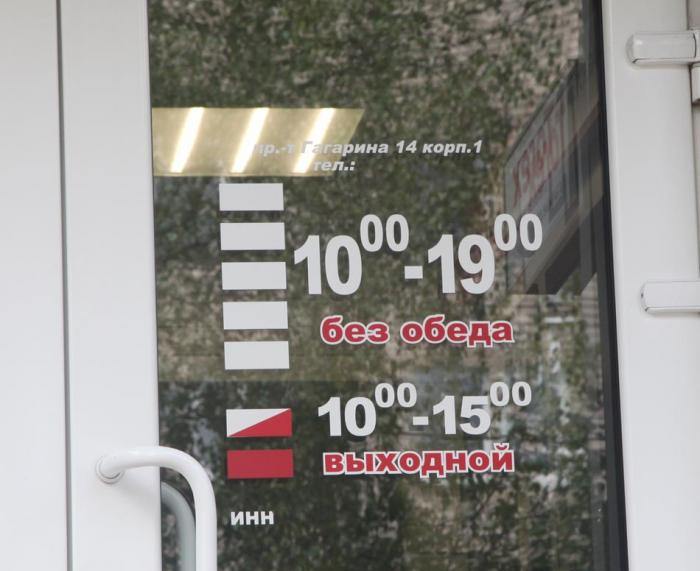 пр.-т Гагарина 14 корп.1
тел.:
10⁰⁰-19⁰⁰
без обеда
10⁰⁰-15⁰⁰
выходной
ИНН